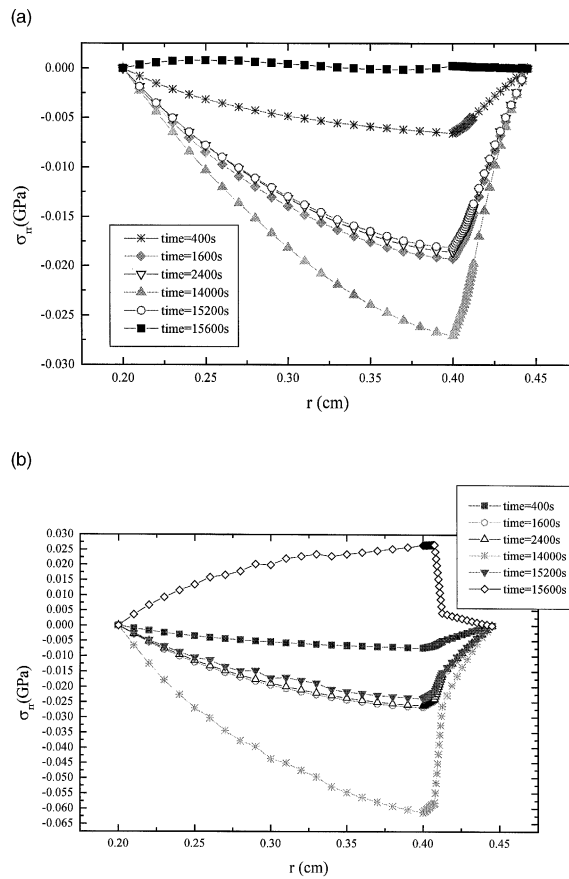 (a)
0.000
-0.005
-0.010
-0.015
-0.020
-0.025
-0.030
σrr(GPa)
time=400s
time=1600s
time=2400s
time=14000s
time=15200s
time=15600s
0.20 0.25 0.30 0.35 0.40 0.45
r (cm)
(b)
0.030
0.025
0.020
0.015
0.010
0.005
0.000
-0.005
-0.010
-0.015
-0.020
-0.025
-0.030
-0.035
-0.040
-0.045
-0.050
-0.055
-0.060
-0.065
σrr(GPa)
time=400s
time=1600s
time=2400s
time=14000s
time=15200s
time=15600s
0.20 0.25 0.30 0.35 0.40 0.45
r (cm)